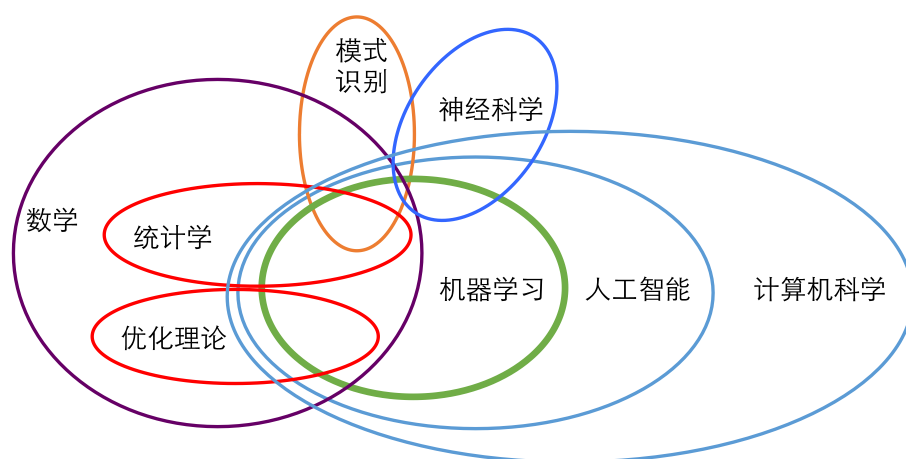 模式
识别
神经科学
数学
统计学
机器学习
人工智能
计算机科学
优化理论